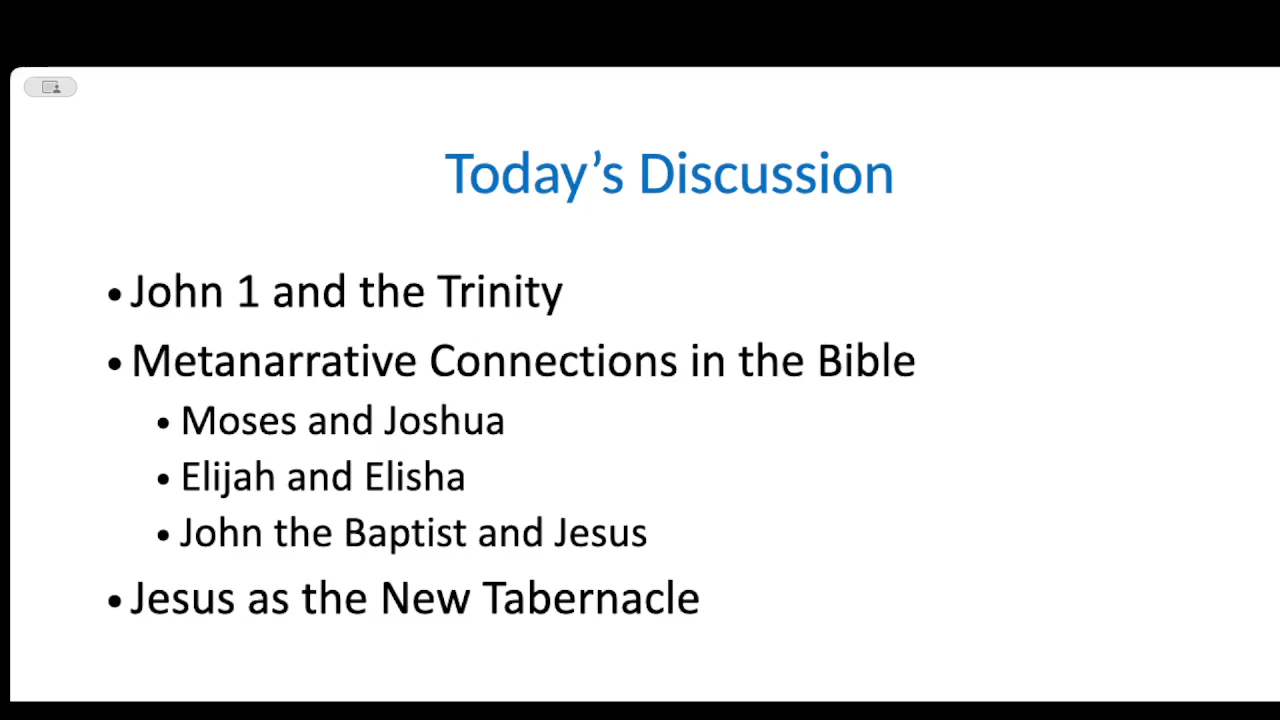 Today’s Discussion
• John 1 and the Trinity
• Metanarrative Connections in the Bible
• Moses and Joshua
• Elijah and Elisha
• John the Baptist and Jesus
• Jesus as the New Tabernacle